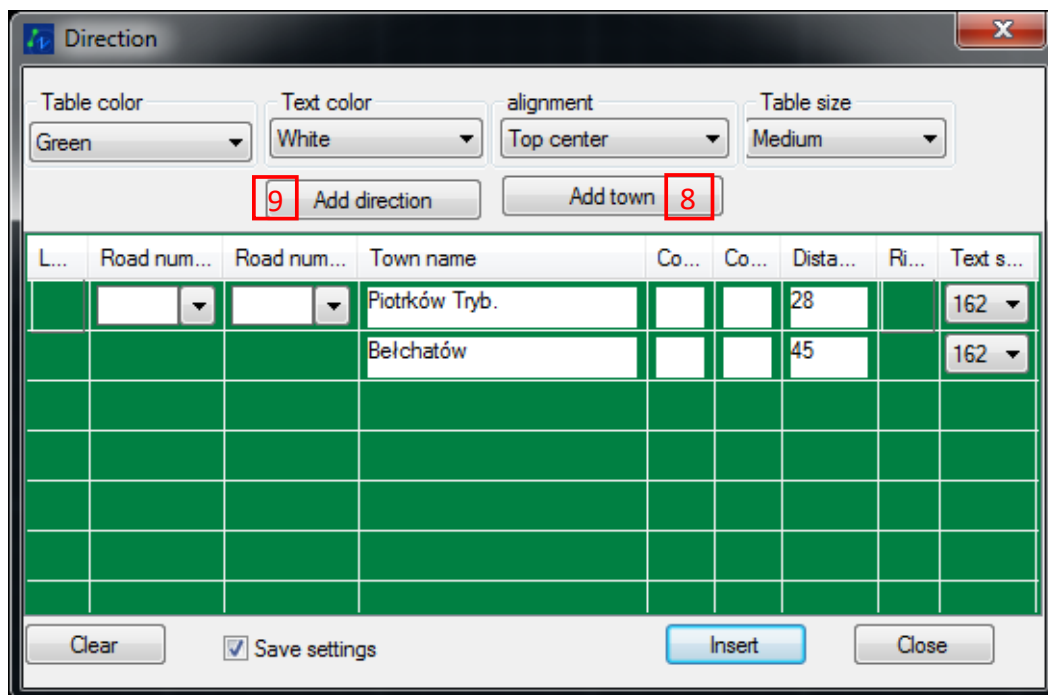 Direction
Table color Text color alignment Table size
Green White Top center Medium
9 Add direction Add town 8
L... Road num... Road num... Town name Co... Co... Dista... Ri... Text s...
Piotrków Tryb. 28 162
Bełchatów 45 162
Clear Save settings Insert Close